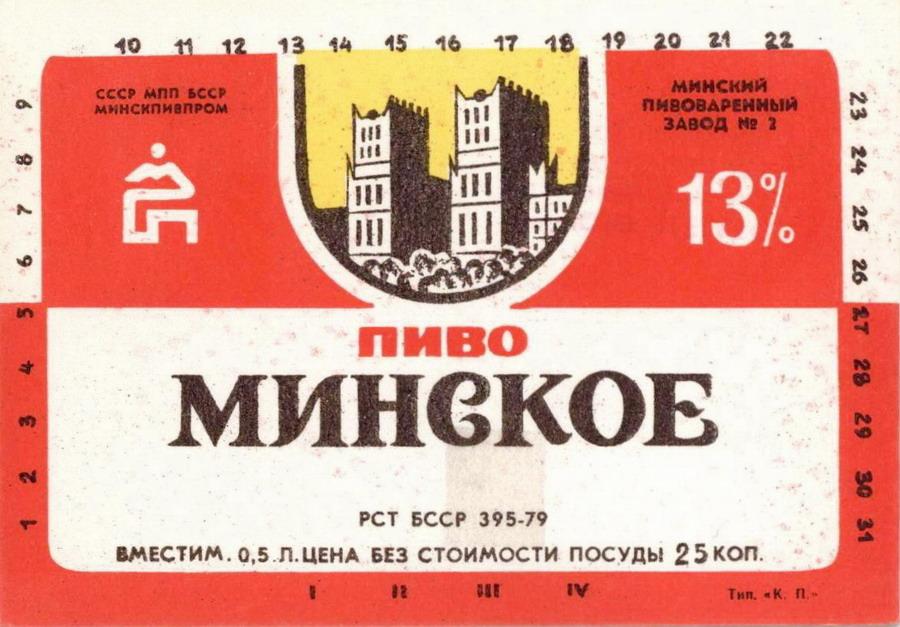 10 11 12 13 14 15 16 17 18 19 20 21 22
СССР МПП БССР
МИНСКПИВПРОМ
МИНСКИЙ
ПИВОВАРЕННЫЙ
ЗАВОД № 2
13%
9
8
7
6
5
4
3
2
1
23
24
25
26
27
28
29
30
31
ПИВО
МИНСКОЕ
РСТ БССР 395-79
ВМЕСТИМ. 0,5 Л. ЦЕНА БЕЗ СТОИМОСТИ ПОСУДЫ 25 КОП.
I II III IV
Тип. «К. П.»